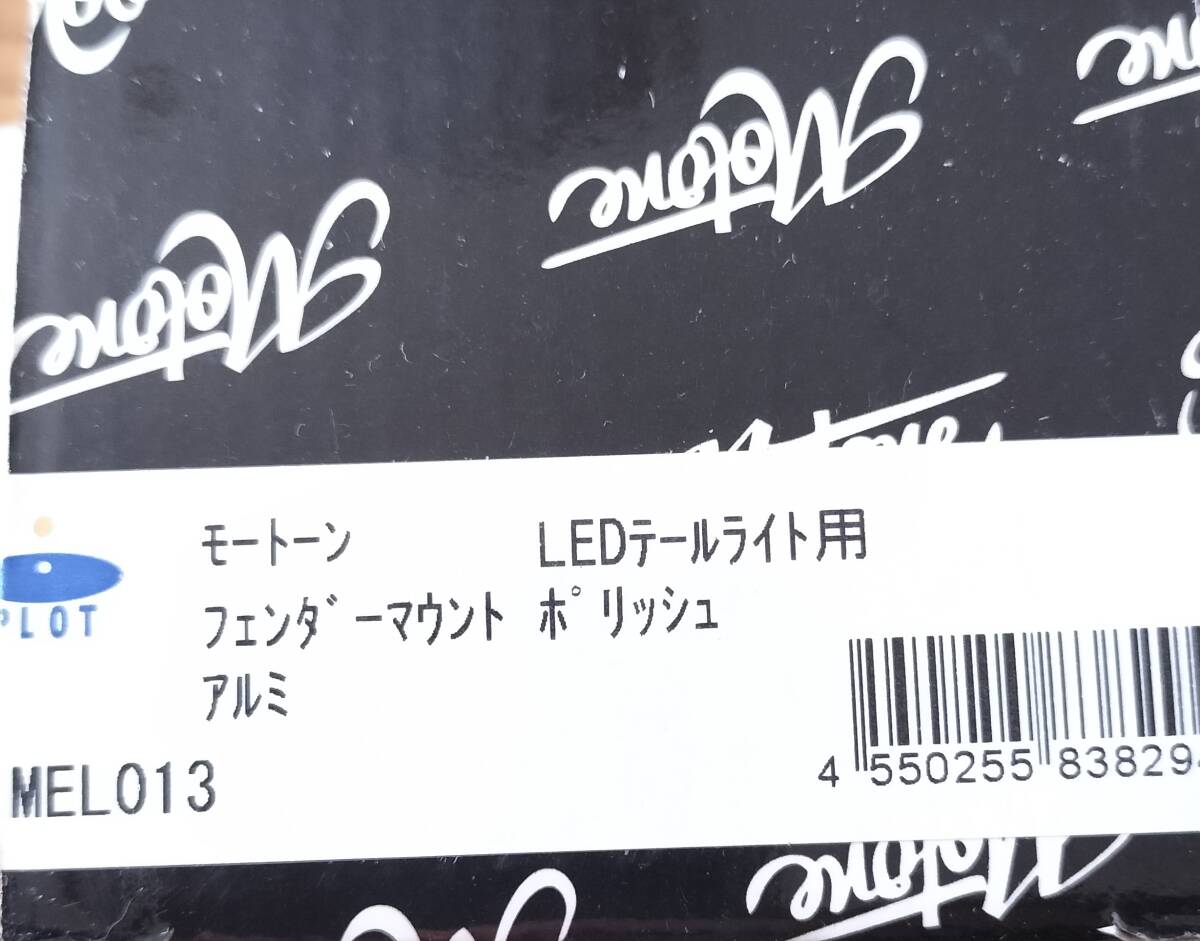 Motone
Motone
モートーン LEDテールライト用
フェンダーマウント ポリッシュ
アルミ
PLOT
MEL013
4 550255 83829
Motone